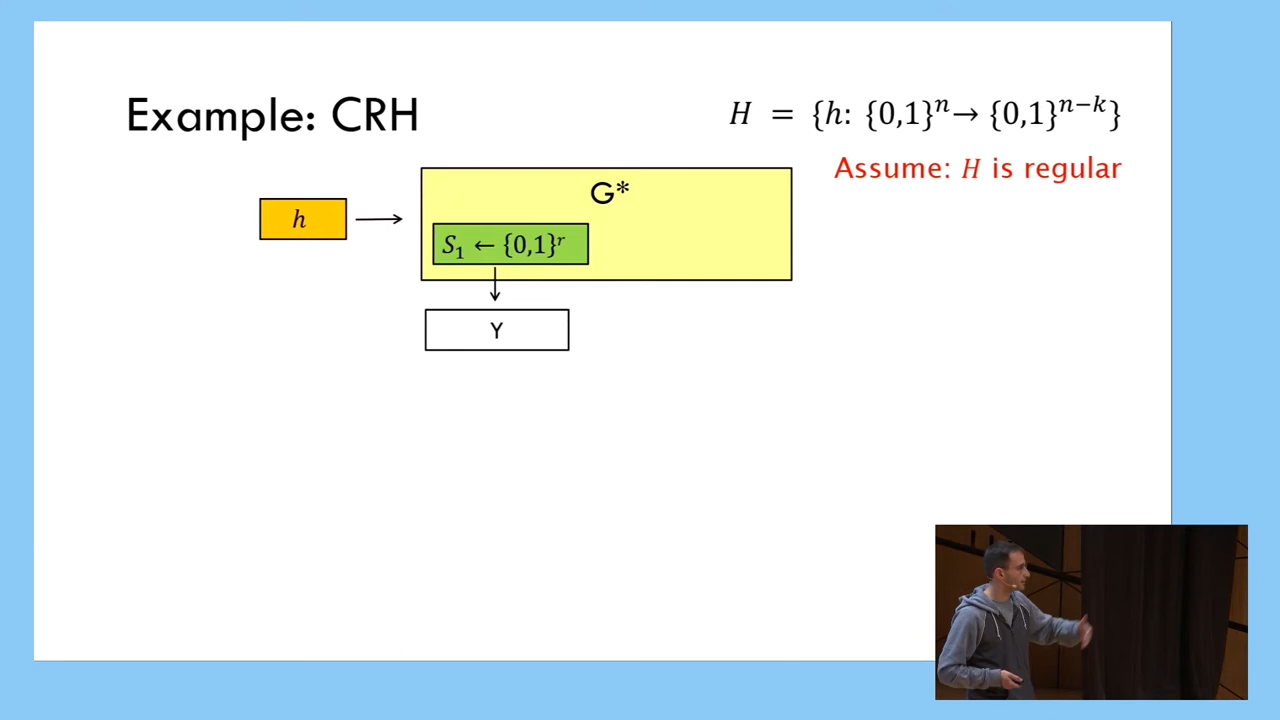 Example: CRH
H = {h: {0,1}ⁿ→ {0,1}ⁿ⁻ᵏ}
Assume: H is regular
h
G*
S₁ ← {0,1}ʳ
Y